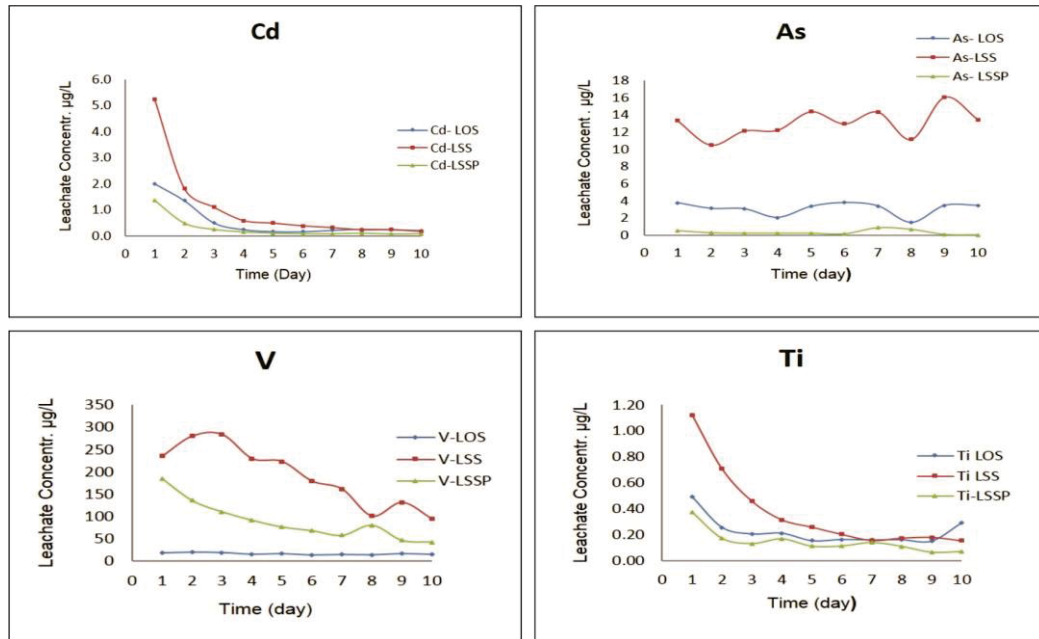 Cd
6.0
5.0
4.0
3.0
2.0
1.0
0.0
Leachate Concentr. µg/L
1 2 3 4 5 6 7 8 9 10
Time (Day)
Cd- LOS
Cd-LSS
Cd-LSSP
As
18
16
14
12
10
8
6
4
2
0
Leachate Concent . µg/L
1 2 3 4 5 6 7 8 9 10
Time (day)
As- LOS
As-LSS
As- LSSP
V
350
300
250
200
150
100
50
0
Leachate Concentr. µg/L
1 2 3 4 5 6 7 8 9 10
Time (day)
V-LOS
V-LSS
V-LSSP
Ti
1.20
1.00
0.80
0.60
0.40
0.20
0.00
Leachate Concentr. µg/L
1 2 3 4 5 6 7 8 9 10
Time (day)
Ti LOS
Ti LSS
Ti-LSSP